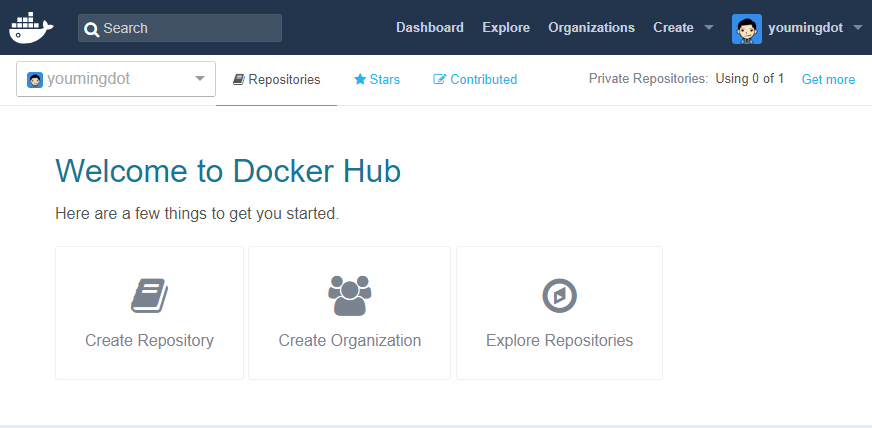 Search Dashboard Explore Organizations Create youmingdot
youmingdot Repositories Stars Contributed Private Repositories: Using 0 of 1 Get more
Welcome to Docker Hub
Here are a few things to get you started.
Create Repository Create Organization Explore Repositories